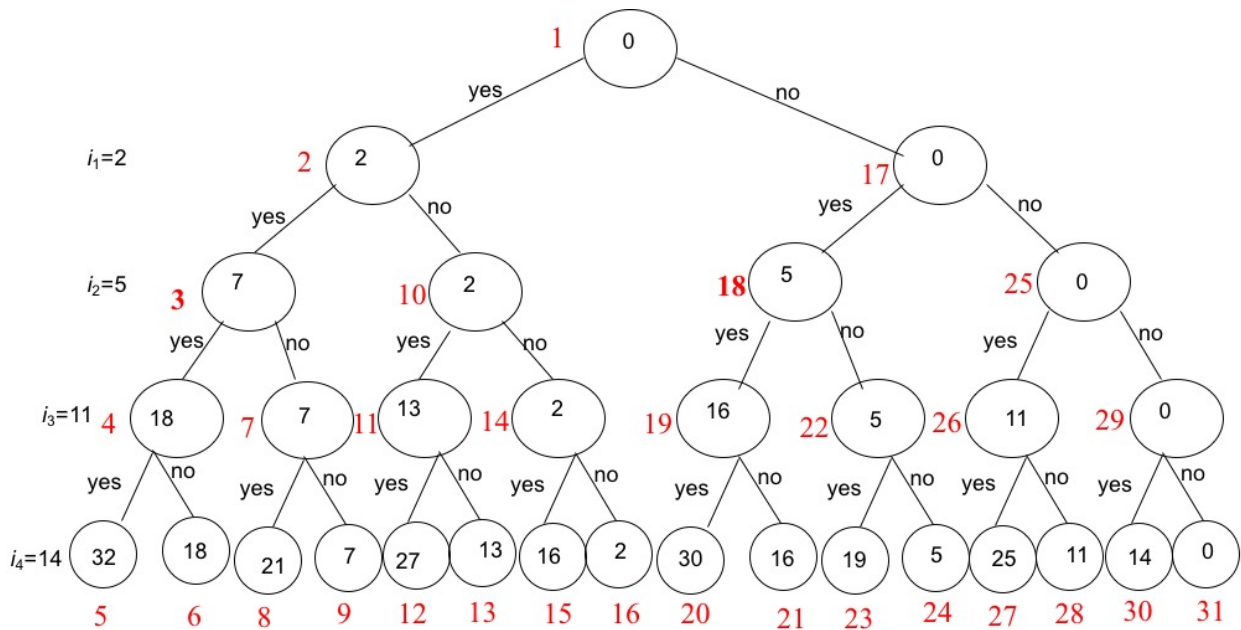 1 0
yes no
i₁=2 2 2 17 0
yes no yes no
i₂=5 3 7 10 2 18 5 25 0
yes no yes no yes no yes no
i₃=11 4 18 7 7 11 13 14 2 19 16 22 5 26 11 29 0
yes no yes no yes no yes no yes no yes no yes no yes no
i₄=14 32 18 21 7 27 13 16 2 30 16 19 5 25 11 14 0
5 6 8 9 12 13 15 16 20 21 23 24 27 28 30 31